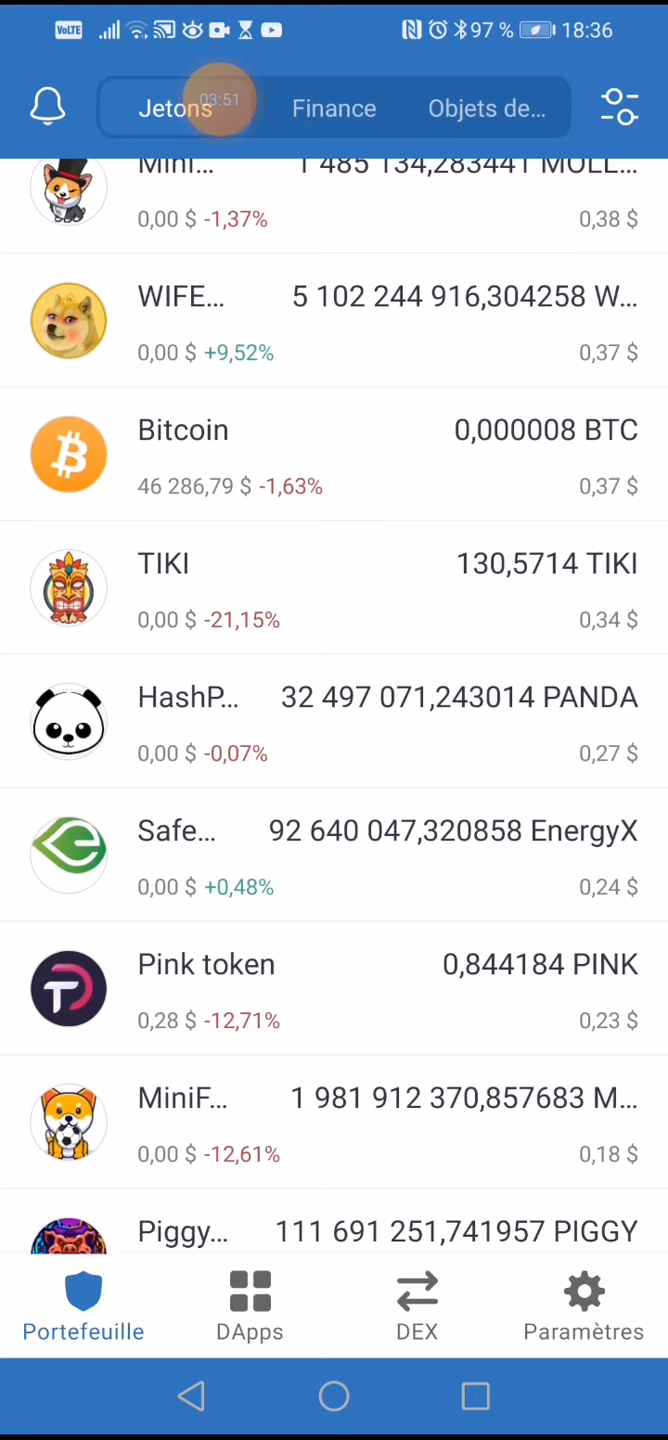 VoLTE 97 % 18:36
Jetons 03:51 Finance Objets de...
Mini... 1 485 134,283441 MOLL...
0,00 $ -1,37% 0,38 $
WIFE... 5 102 244 916,304258 W...
0,00 $ +9,52% 0,37 $
Bitcoin 0,000008 BTC
46 286,79 $ -1,63% 0,37 $
TIKI 130,5714 TIKI
0,00 $ -21,15% 0,34 $
HashP... 32 497 071,243014 PANDA
0,00 $ -0,07% 0,27 $
Safe... 92 640 047,320858 EnergyX
0,00 $ +0,48% 0,24 $
Pink token 0,844184 PINK
0,28 $ -12,71% 0,23 $
MiniF... 1 981 912 370,857683 M...
0,00 $ -12,61% 0,18 $
Piggy... 111 691 251,741957 PIGGY
Portefeuille DApps DEX Paramètres